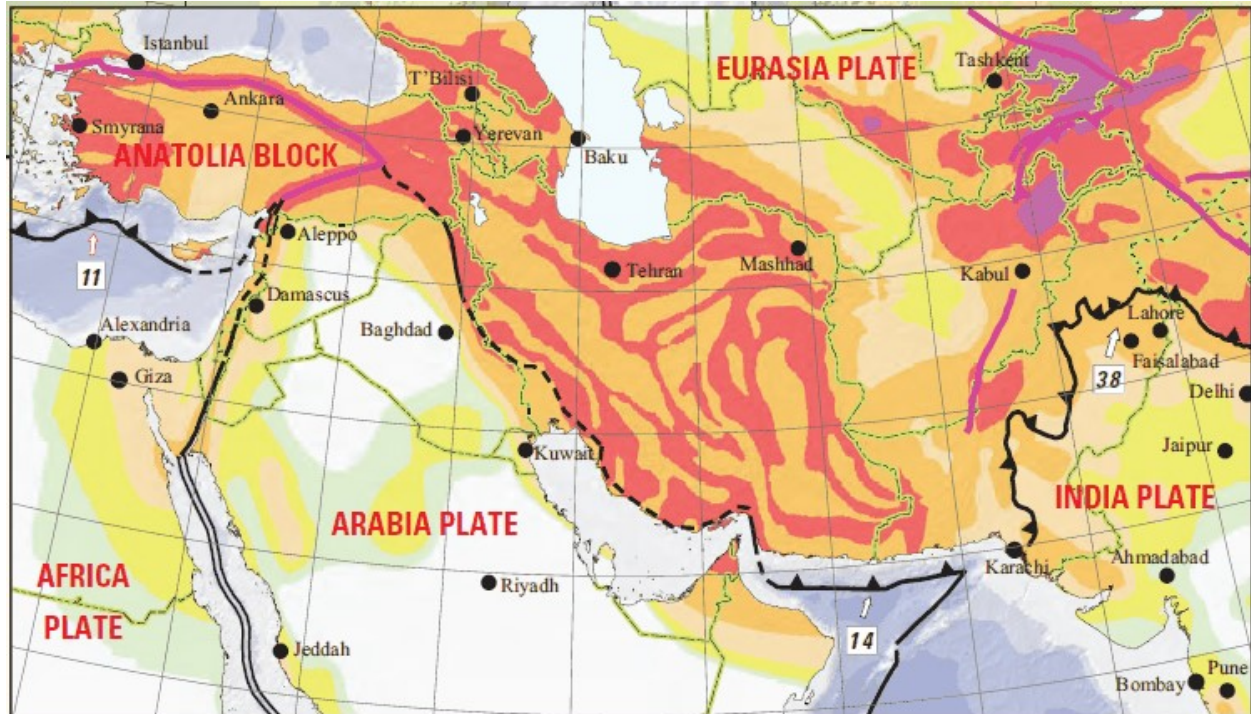 Istanbul
T'Bilisi
EURASIA PLATE
Tashkent
Ankara
Smyrana
Yerevan
Baku
ANATOLIA BLOCK
Aleppo
Tehran
Mashhad
Kabul
11
Damascus
Alexandria
Baghdad
Lahore
Faisalabad
Giza
38
Delhi
Kuwait
Jaipur
ARABIA PLATE
INDIA PLATE
AFRICA
PLATE
Riyadh
Karachi
Ahmadabad
14
Jeddah
Bombay
Pune